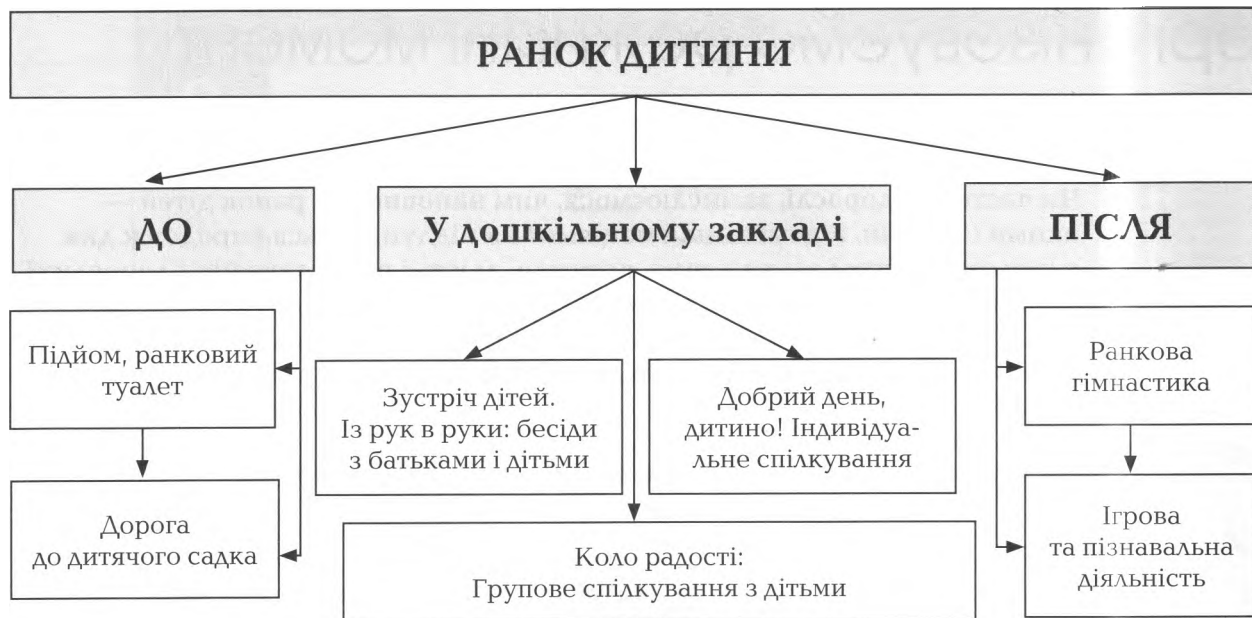 РАНОК ДИТИНИ
ДО
У дошкільному закладі
ПІСЛЯ
Підйом, ранковий
туалет
Дорога
до дитячого садка
Зустріч дітей.
Із рук в руки: бесіди
з батьками і дітьми
Добрий день,
дитино! Індивідуа-
льне спілкування
Коло радості:
Групове спілкування з дітьми
Ранкова
гімнастика
Ігрова
та пізнавальна
діяльність